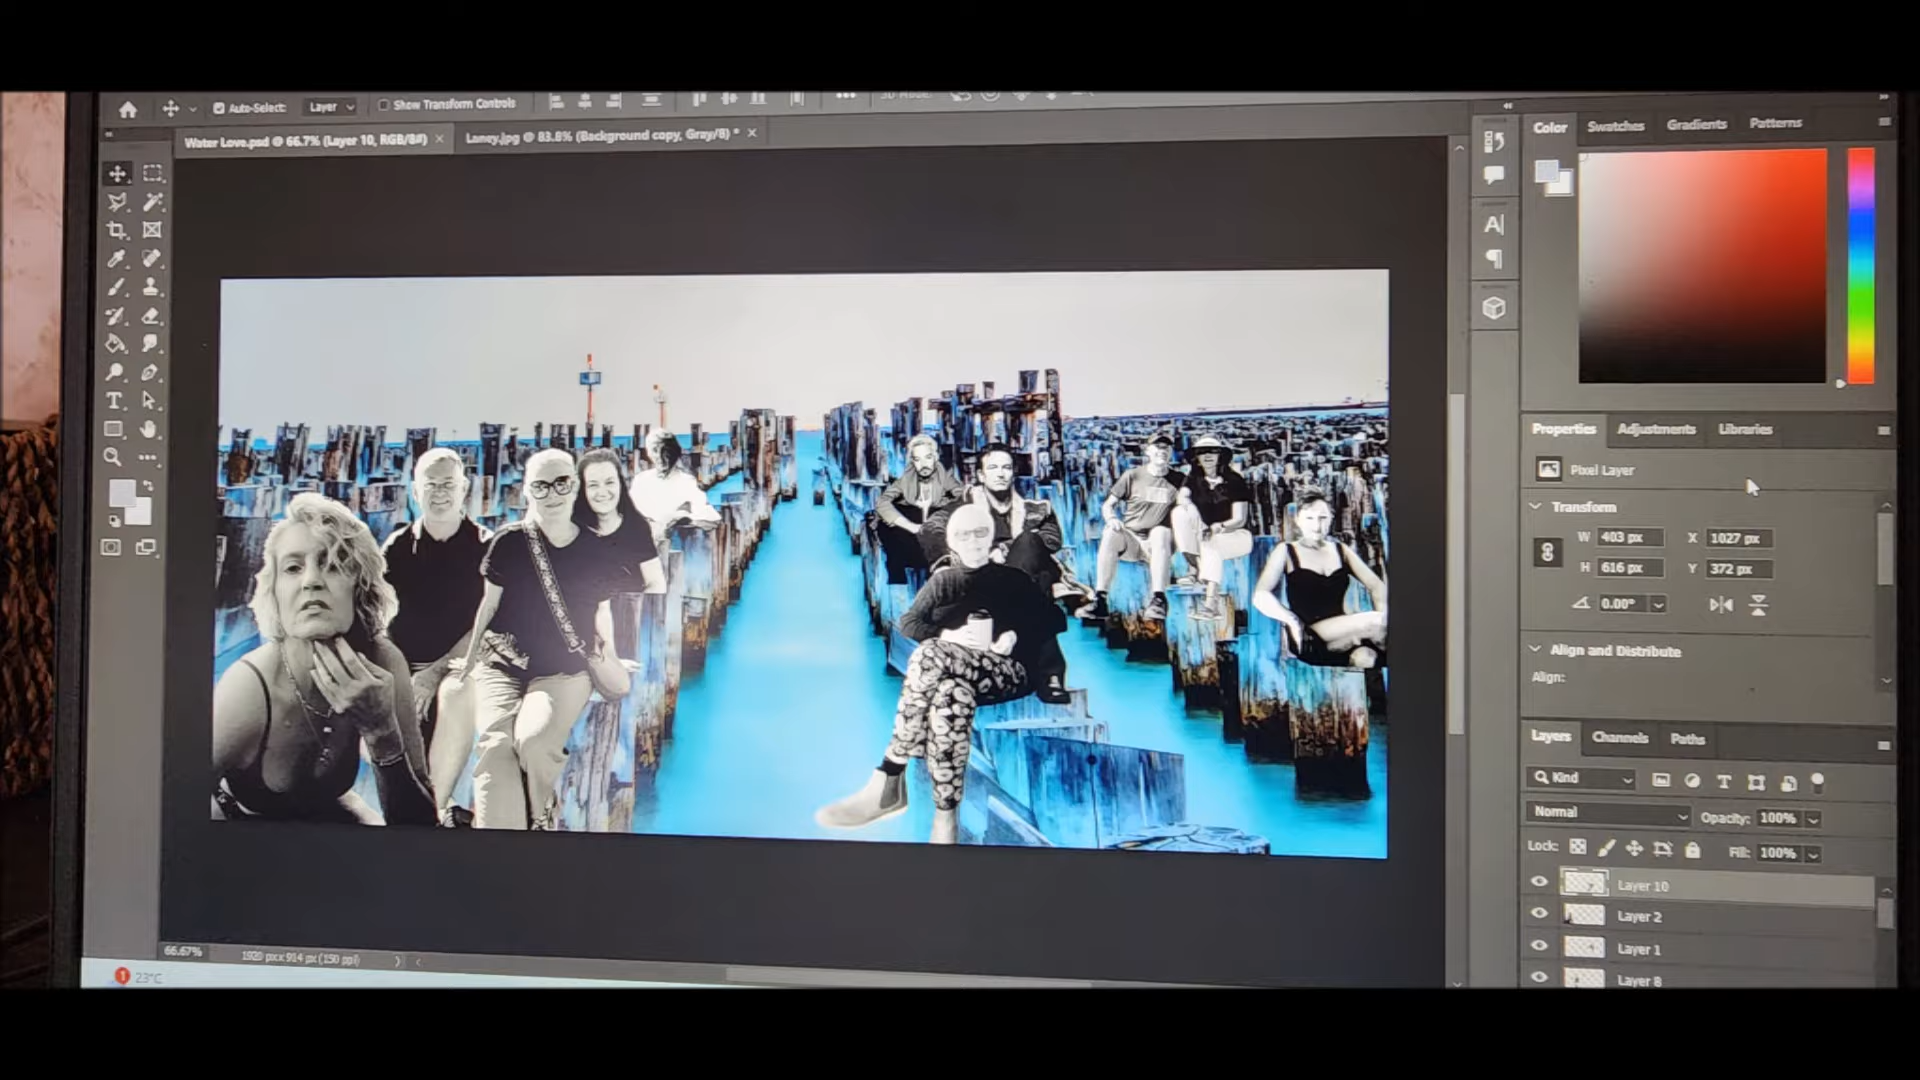 Auto-Select: Layer Show Transform Controls
Water Love.psd @ 66.7% (Layer 10, RGB/8#) × Laney.jpg @ 83.8% (Background copy, Gray/8) * ×
Color Swatches Gradients Patterns
Properties Adjustments Libraries
Pixel Layer
Transform
W 403 px X 1027 px
H 616 px Y 372 px
0.00°
Align and Distribute
Align:
Layers Channels Paths
Kind
Normal Opacity: 100%
Lock: Fill: 100%
Layer 10
Layer 2
Layer 1
Layer 8
66.67% 1920 px x 914 px (150 ppi)
1 23°C